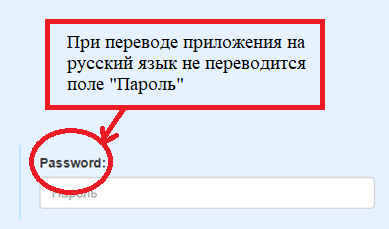 При переводе приложения на
русский язык не переводится
поле "Пароль"
Password:
Пароль